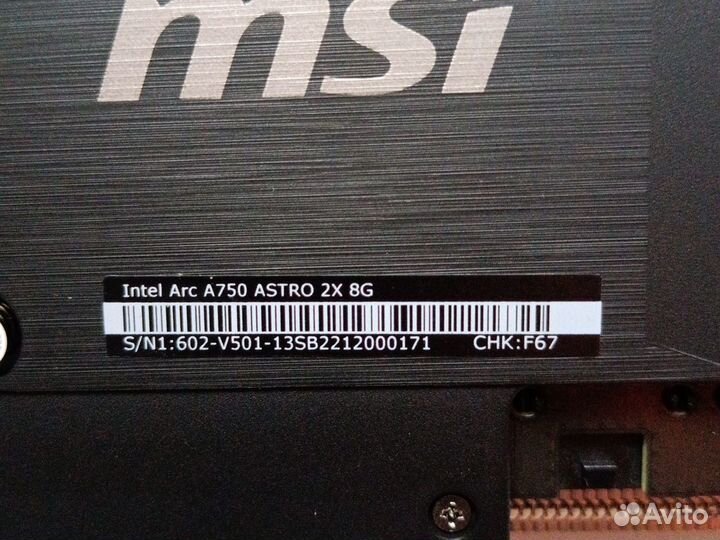 msi
Intel Arc A750 ASTRO 2X 8G
S/N1:602-V501-13SB2212000171 CHK:F67
Avito